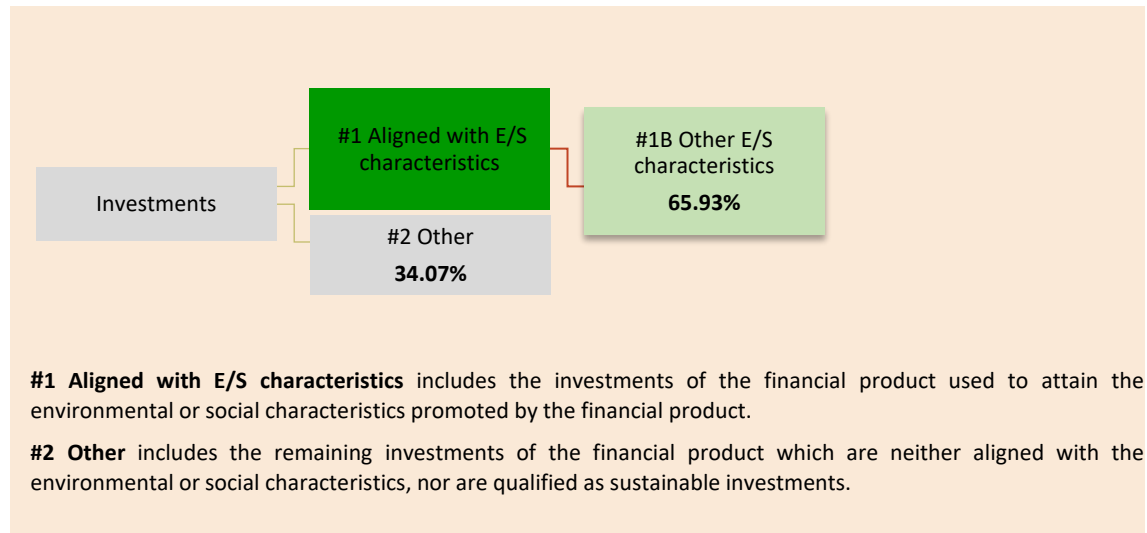 Investments
#1 Aligned with E/S
characteristics
#1B Other E/S
characteristics
65.93%
#2 Other
34.07%
#1 Aligned with E/S characteristics includes the investments of the financial product used to attain the
environmental or social characteristics promoted by the financial product.
#2 Other includes the remaining investments of the financial product which are neither aligned with the
environmental or social characteristics, nor are qualified as sustainable investments.